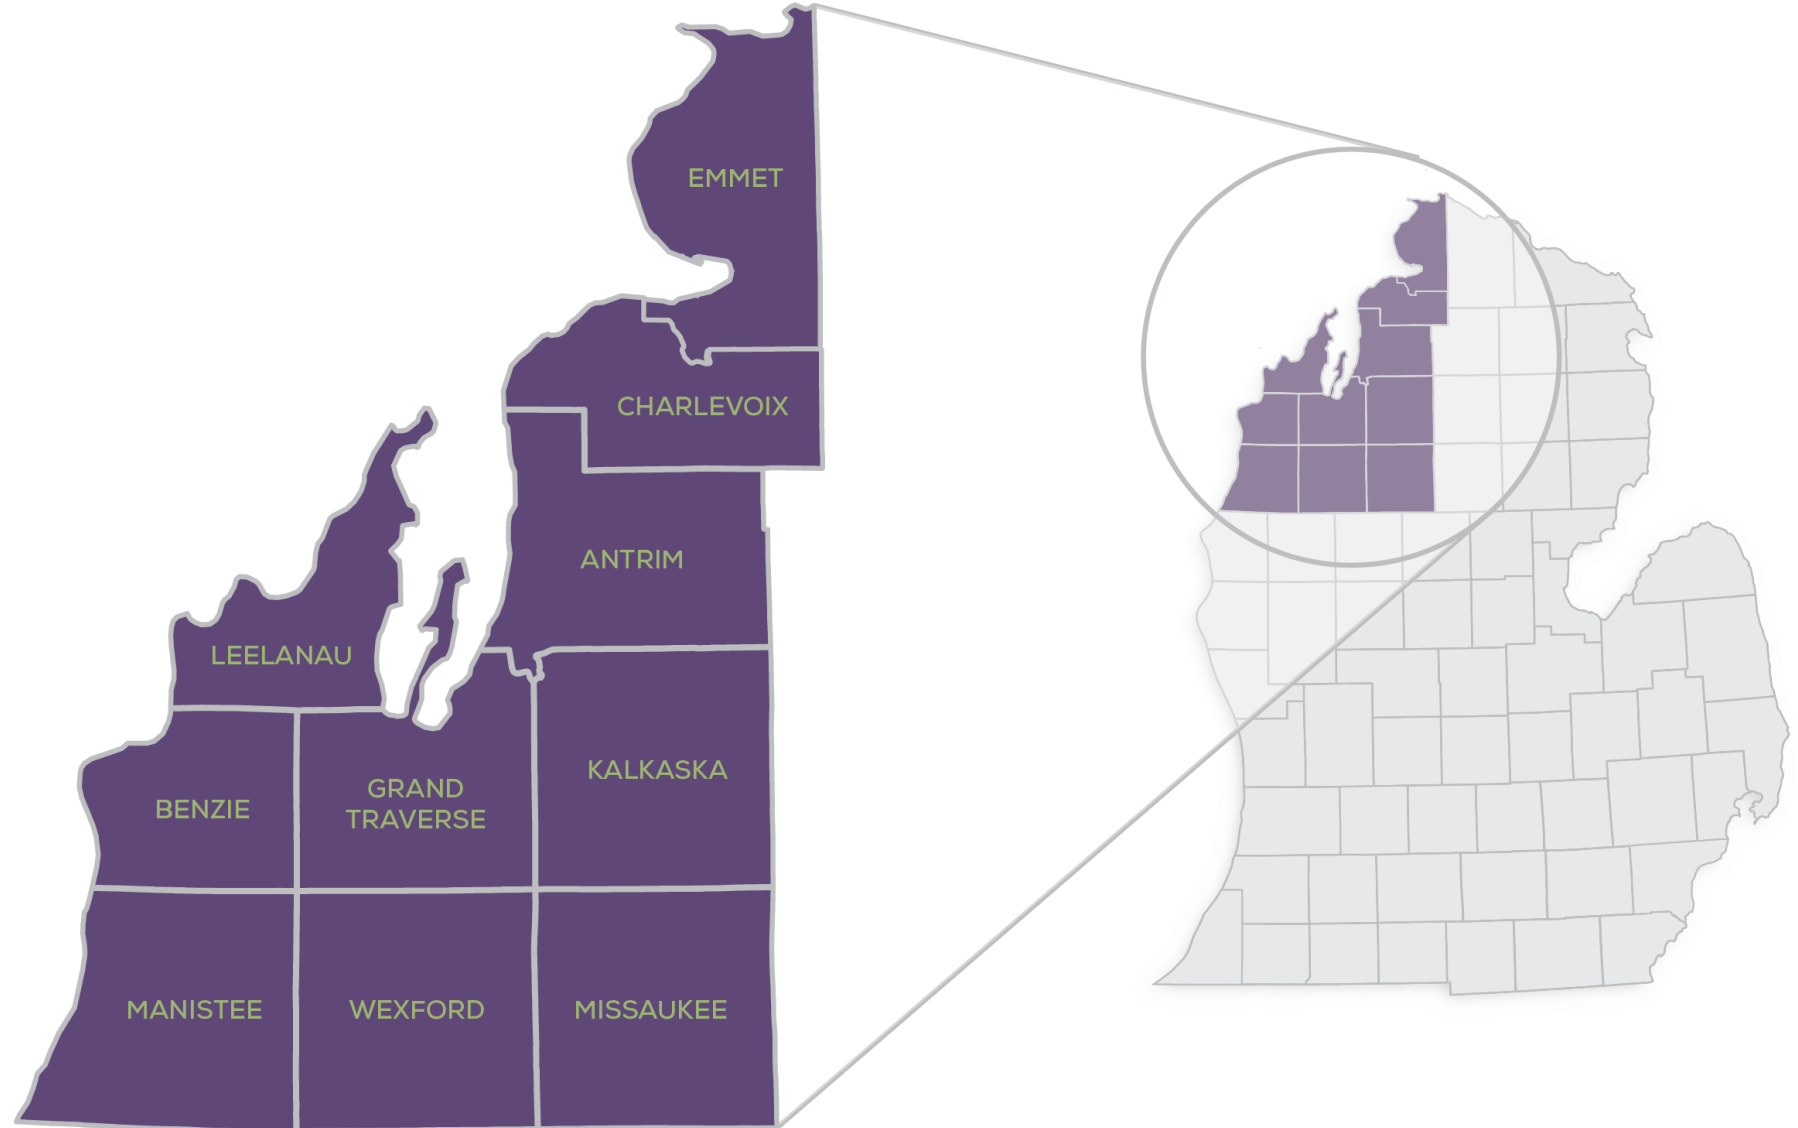 EMMET
CHARLEVOIX
ANTRIM
LEELANAU
KALKASKA
GRAND
TRAVERSE
BENZIE
MANISTEE
WEXFORD
MISSAUKEE